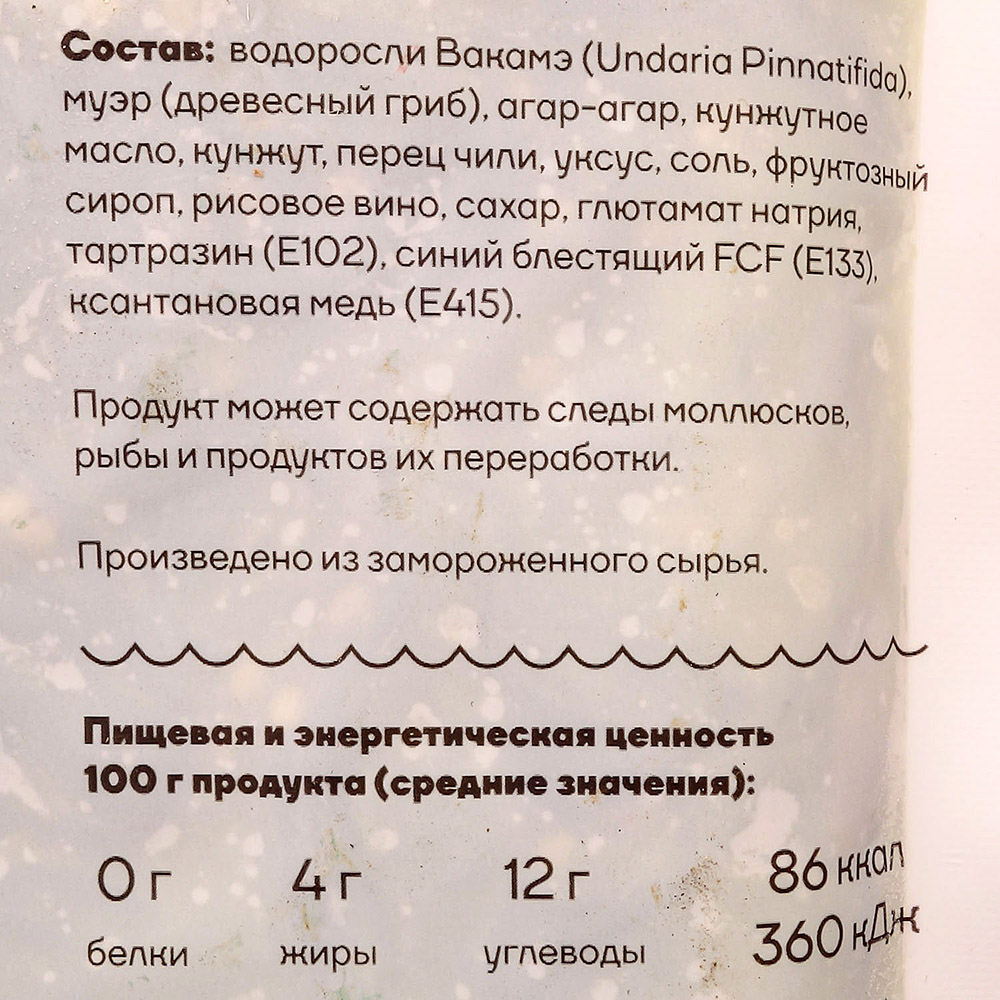 Состав: водоросли Вакамэ (Undaria Pinnatifida),
муэр (древесный гриб), агар-агар, кунжутное
масло, кунжут, перец чили, уксус, соль, фруктозный
сироп, рисовое вино, сахар, глютамат натрия,
тартразин (Е102), синий блестящий FCF (Е133),
ксантановая медь (Е415).
Продукт может содержать следы моллюсков,
рыбы и продуктов их переработки.
Произведено из замороженного сырья.
Пищевая и энергетическая ценность
100 г продукта (средние значения):
0 г 4 г 12 г 86 ккал
белки жиры углеводы 360 кДж